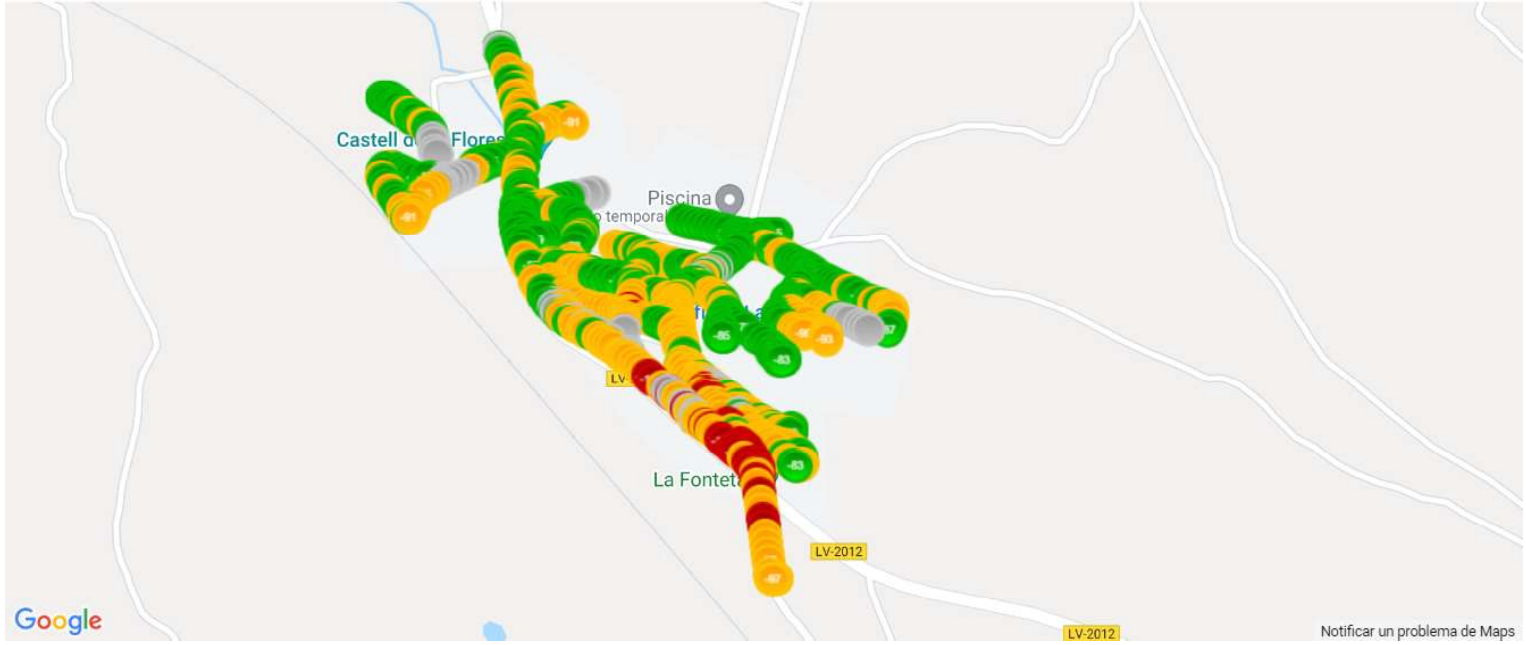 -91
Castell d
Flores
-91
Piscina
o temporal
-85
-93
-83
LV-
-83
La Fonteta
LV-2012
-97
Google
LV-2012
Notificar un problema de Maps